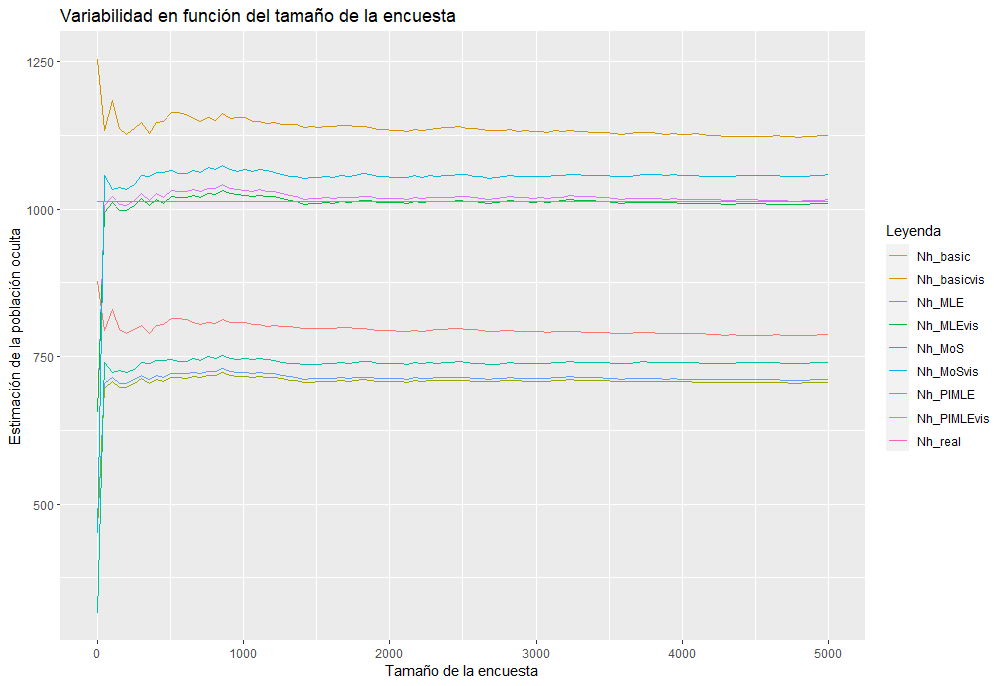 Variabilidad en función del tamaño de la encuesta
Estimación de la población oculta
1250
1000
750
500
0
1000
2000
3000
4000
5000
Tamaño de la encuesta
Leyenda
Nh_basic
Nh_basicvis
Nh_MLE
Nh_MLEvis
Nh_MoS
Nh_MoSvis
Nh_PIMLE
Nh_PIMLEvis
Nh_real